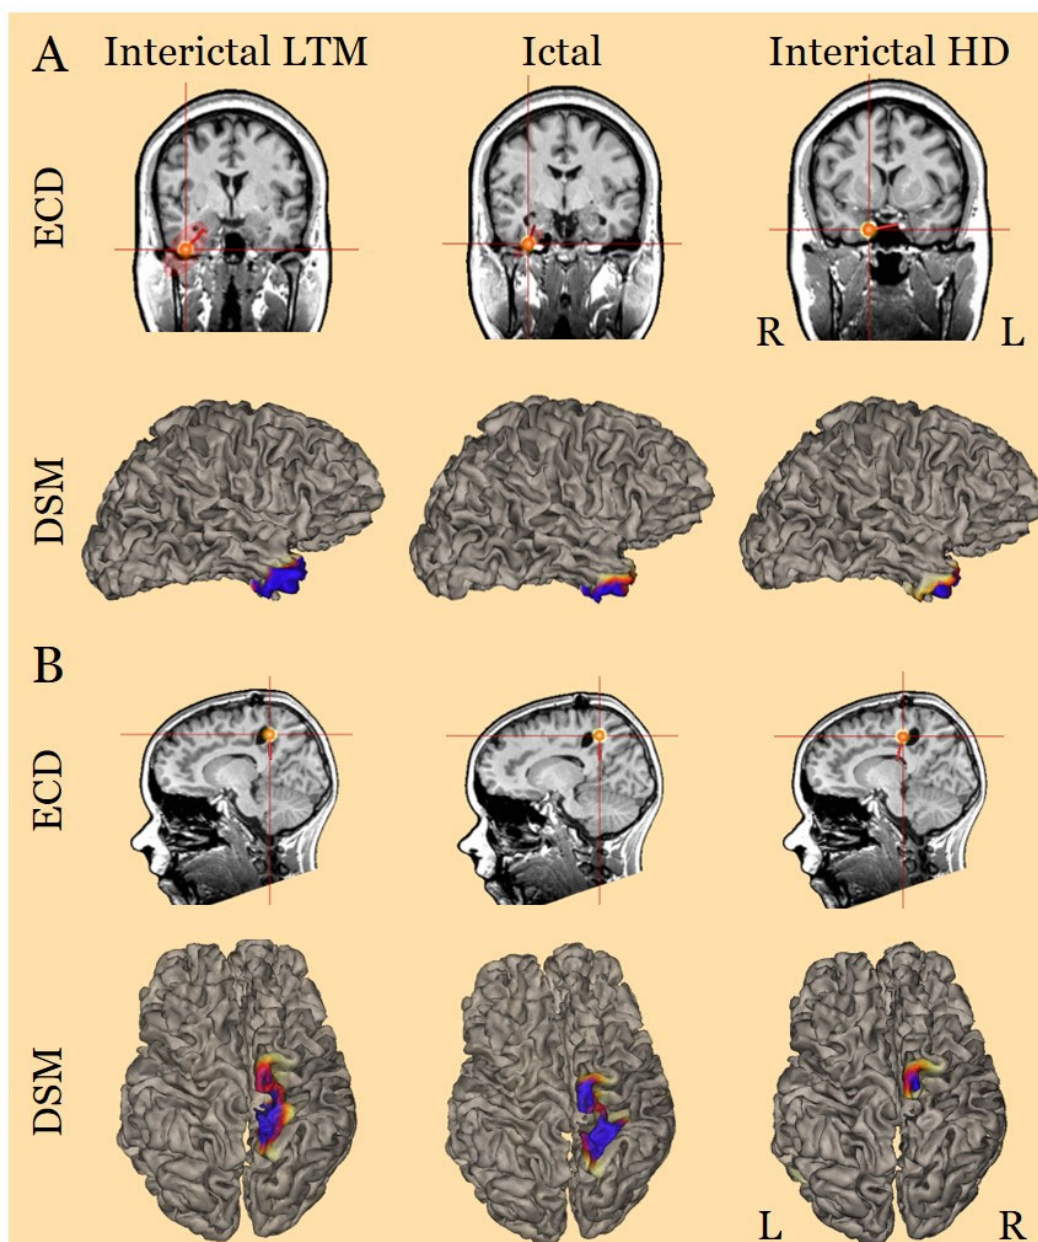 A
Interictal LTM
Ictal
Interictal HD
ECD
R
L
DSM
B
ECD
DSM
L
R